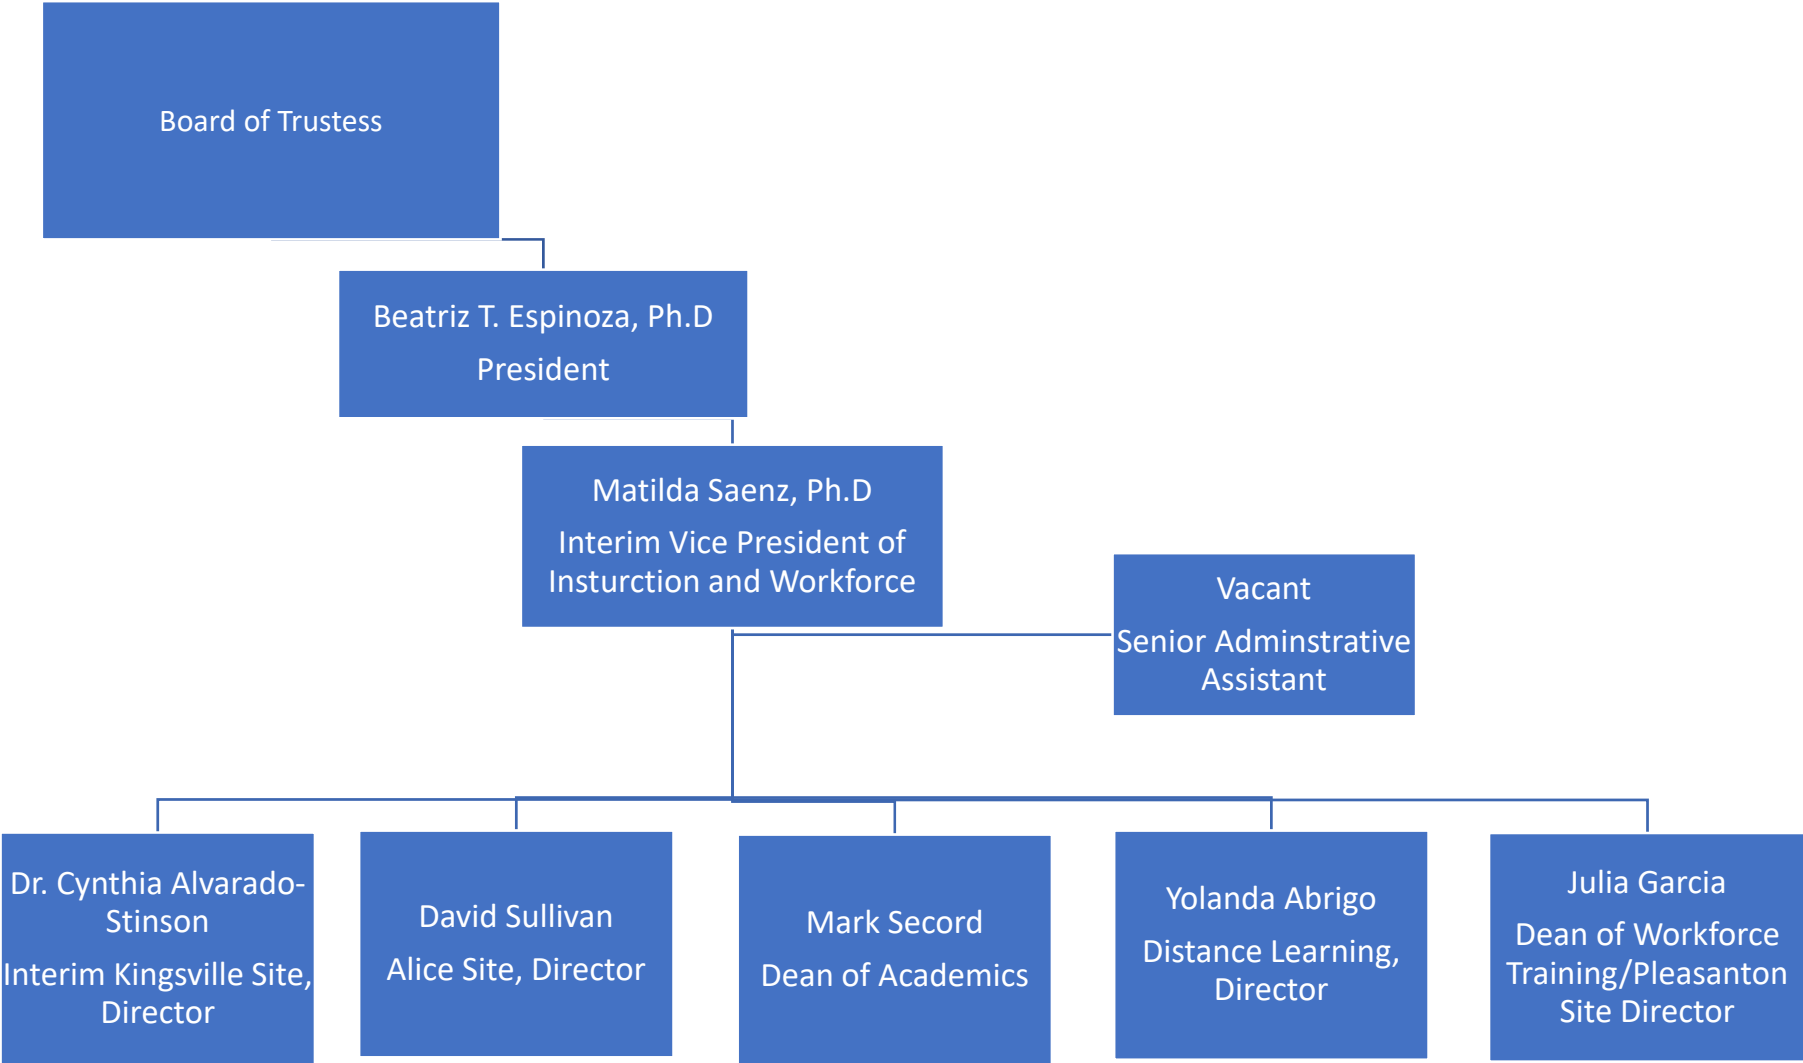 Board of Trustess
Beatriz T. Espinoza, Ph.D
President
Matilda Saenz, Ph.D
Interim Vice President of
Insturction and Workforce
Vacant
Senior Adminstrative
Assistant
Dr. Cynthia Alvarado-
Stinson
Interim Kingsville Site,
Director
David Sullivan
Alice Site, Director
Mark Secord
Dean of Academics
Yolanda Abrigo
Distance Learning,
Director
Julia Garcia
Dean of Workforce
Training/Pleasanton
Site Director